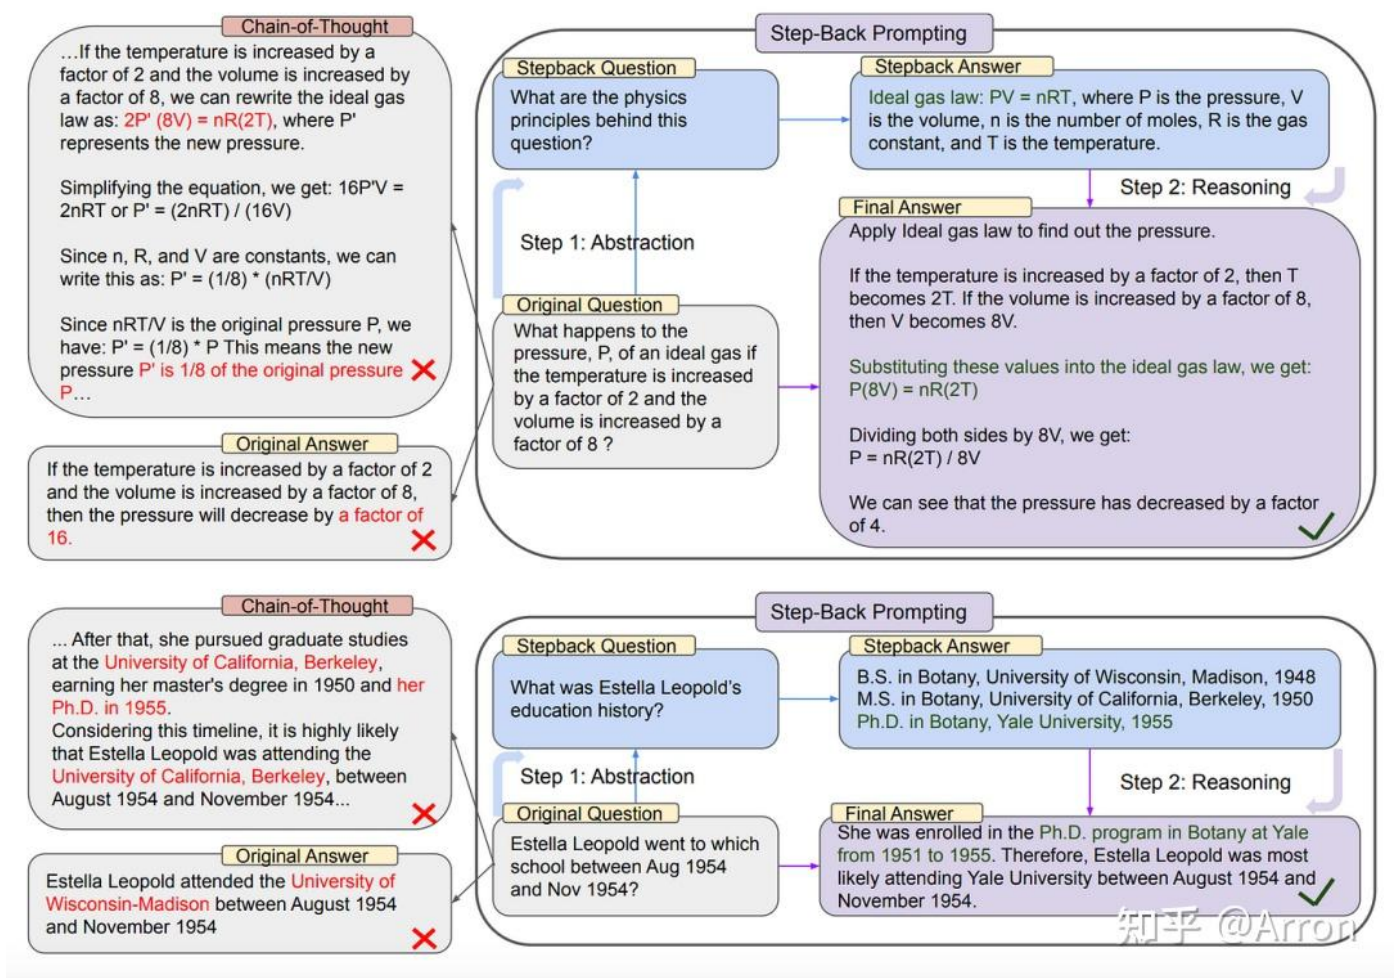 Chain-of-Thought
...If the temperature is increased by a
factor of 2 and the volume is increased by
a factor of 8, we can rewrite the ideal gas
law as: 2P' (8V) = nR(2T), where P'
represents the new pressure.
Simplifying the equation, we get: 16P'V =
2nRT or P' = (2nRT) / (16V)
Since n, R, and V are constants, we can
write this as: P' = (1/8) * (nRT/V)
Since nRT/V is the original pressure P, we
have: P' = (1/8) * P This means the new
pressure P' is 1/8 of the original pressure
P...
Original Answer
If the temperature is increased by a factor of 2
and the volume is increased by a factor of 8,
then the pressure will decrease by a factor of
16.
Step-Back Prompting
Stepback Question
What are the physics
principles behind this
question?
Stepback Answer
Ideal gas law: PV = nRT, where P is the pressure, V
is the volume, n is the number of moles, R is the gas
constant, and T is the temperature.
Step 1: Abstraction
Step 2: Reasoning
Original Question
What happens to the
pressure, P, of an ideal gas if
the temperature is increased
by a factor of 2 and the
volume is increased by a
factor of 8 ?
Final Answer
Apply Ideal gas law to find out the pressure.
If the temperature is increased by a factor of 2, then T
becomes 2T. If the volume is increased by a factor of 8,
then V becomes 8V.
Substituting these values into the ideal gas law, we get:
P(8V) = nR(2T)
Dividing both sides by 8V, we get:
P = nR(2T) / 8V
We can see that the pressure has decreased by a factor
of 4.
Chain-of-Thought
... After that, she pursued graduate studies
at the University of California, Berkeley,
earning her master's degree in 1950 and her
Ph.D. in 1955.
Considering this timeline, it is highly likely
that Estella Leopold was attending the
University of California, Berkeley, between
August 1954 and November 1954...
Original Answer
Estella Leopold attended the University of
Wisconsin-Madison between August 1954
and November 1954
Step-Back Prompting
Stepback Question
What was Estella Leopold's
education history?
Stepback Answer
B.S. in Botany, University of Wisconsin, Madison, 1948
M.S. in Botany, University of California, Berkeley, 1950
Ph.D. in Botany, Yale University, 1955
Step 1: Abstraction
Step 2: Reasoning
Original Question
Estella Leopold went to which
school between Aug 1954
and Nov 1954?
Final Answer
She was enrolled in the Ph.D. program in Botany at Yale
from 1951 to 1955. Therefore, Estella Leopold was most
likely attending Yale University between August 1954 and
November 1954.
知乎 @Arron